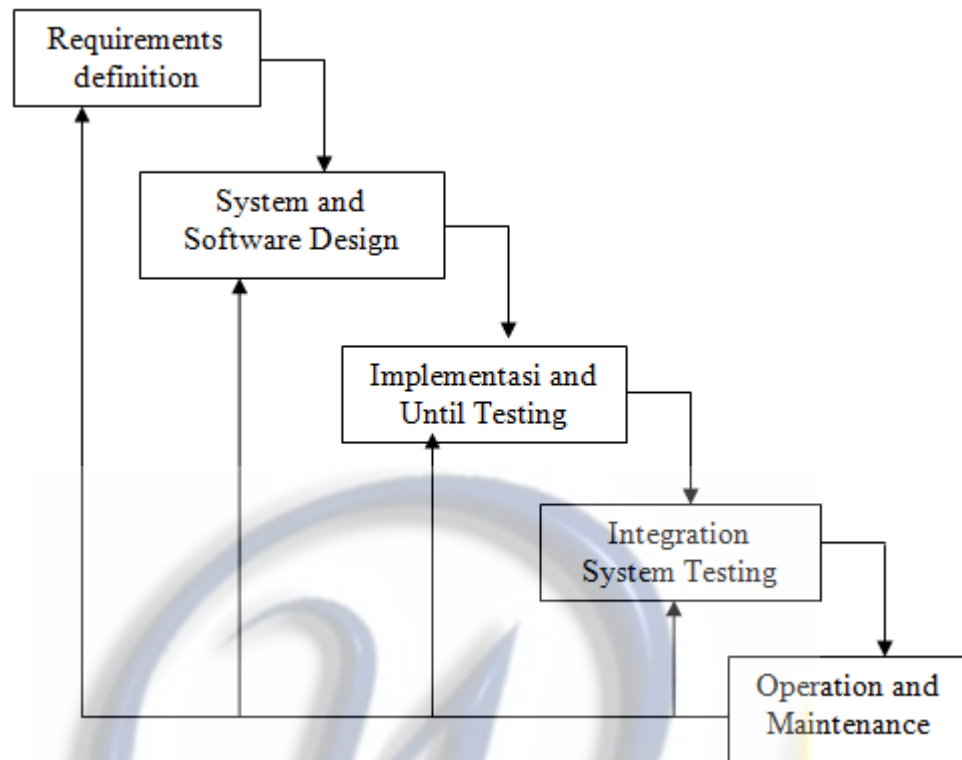 Requirements
definition
System and
Software Design
Implementasi and
Until Testing
Integration
System Testing
Operation and
Maintenance